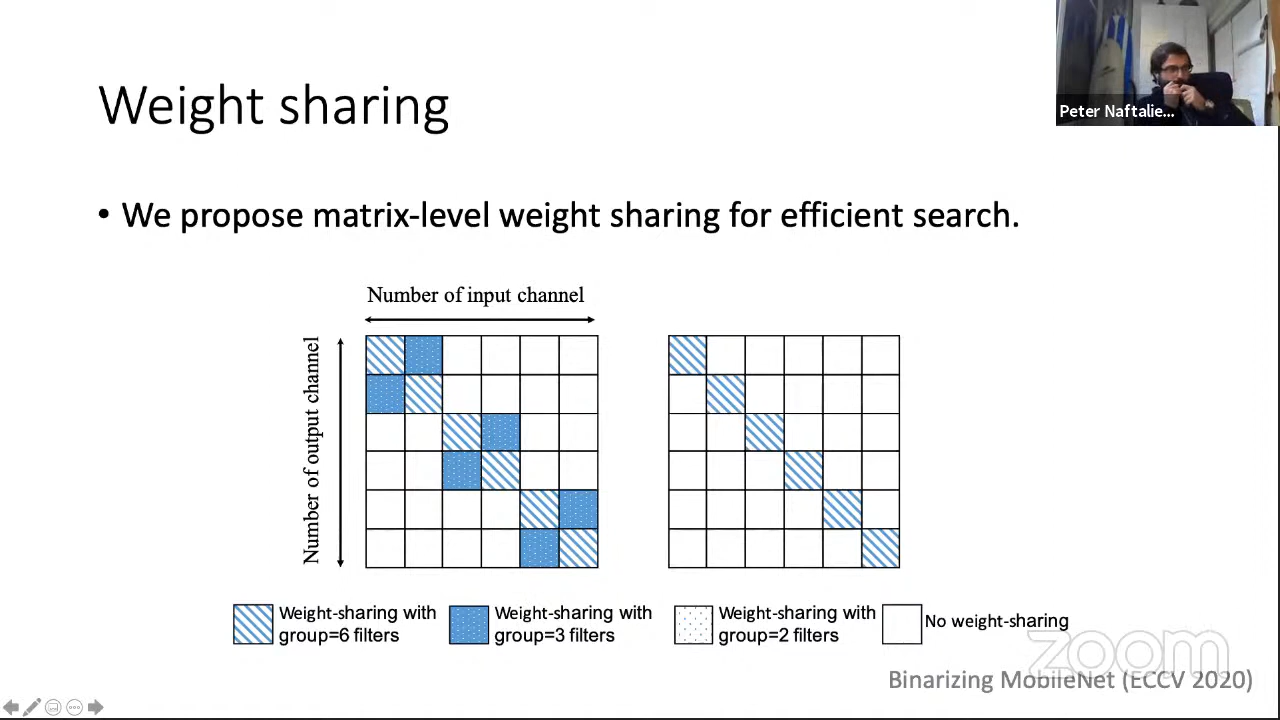 Weight sharing
Peter Naftalie...
• We propose matrix-level weight sharing for efficient search.
Number of input channel
Number of output channel
Weight-sharing with
group=6 filters
Weight-sharing with
group=3 filters
Weight-sharing with
group=2 filters
No weight-sharing
zoom
Binarizing MobileNet (ECCV 2020)